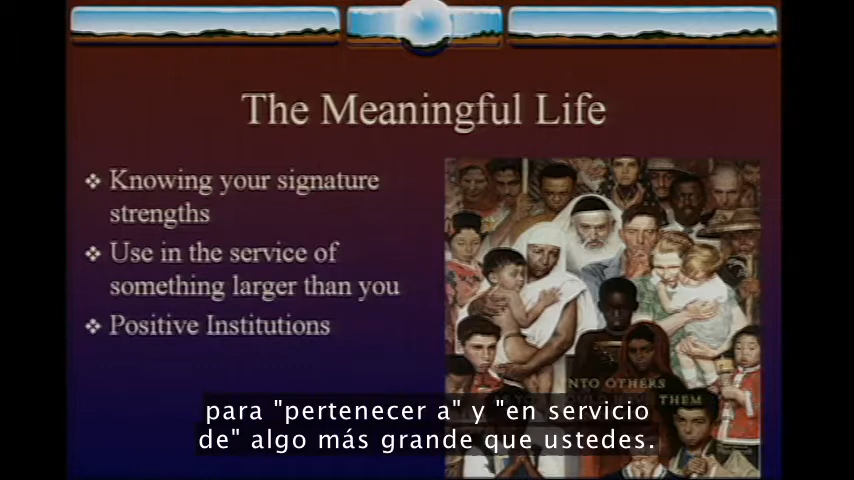 The Meaningful Life
❖ Knowing your signature
strengths
❖ Use in the service of
something larger than you
❖ Positive Institutions
NTO OTHERS
THEM
para "pertenecer a" y "en servicio
de" algo más grande que ustedes.